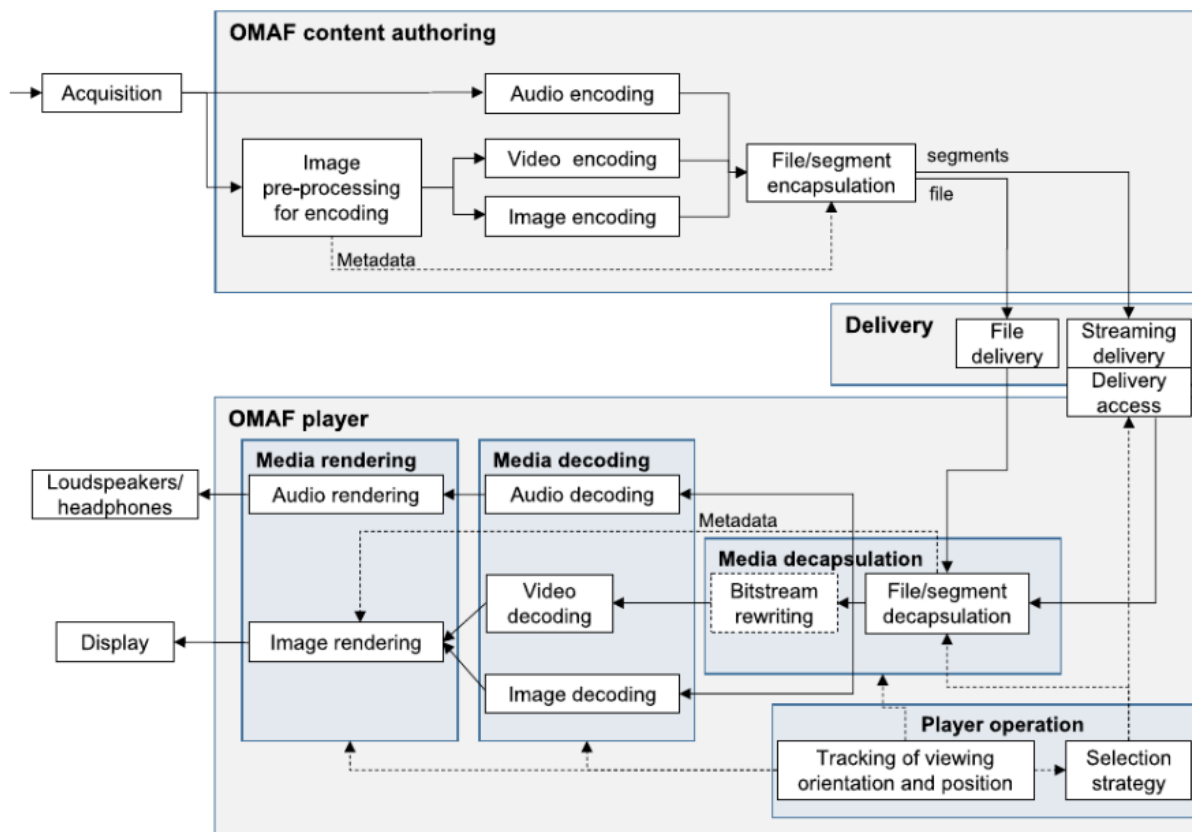 OMAF content authoring
Acquisition
Audio encoding
Image
pre-processing
for encoding
Video encoding
Image encoding
File/segment
encapsulation
segments
file
Metadata
Delivery
File
delivery
Streaming
delivery
Delivery
access
OMAF player
Media rendering
Media decoding
Loudspeakers/
headphones
Audio rendering
Audio decoding
Metadata
Media decapsulation
Video
decoding
Bitstream
rewriting
File/segment
decapsulation
Display
Image rendering
Image decoding
Player operation
Tracking of viewing
orientation and position
Selection
strategy